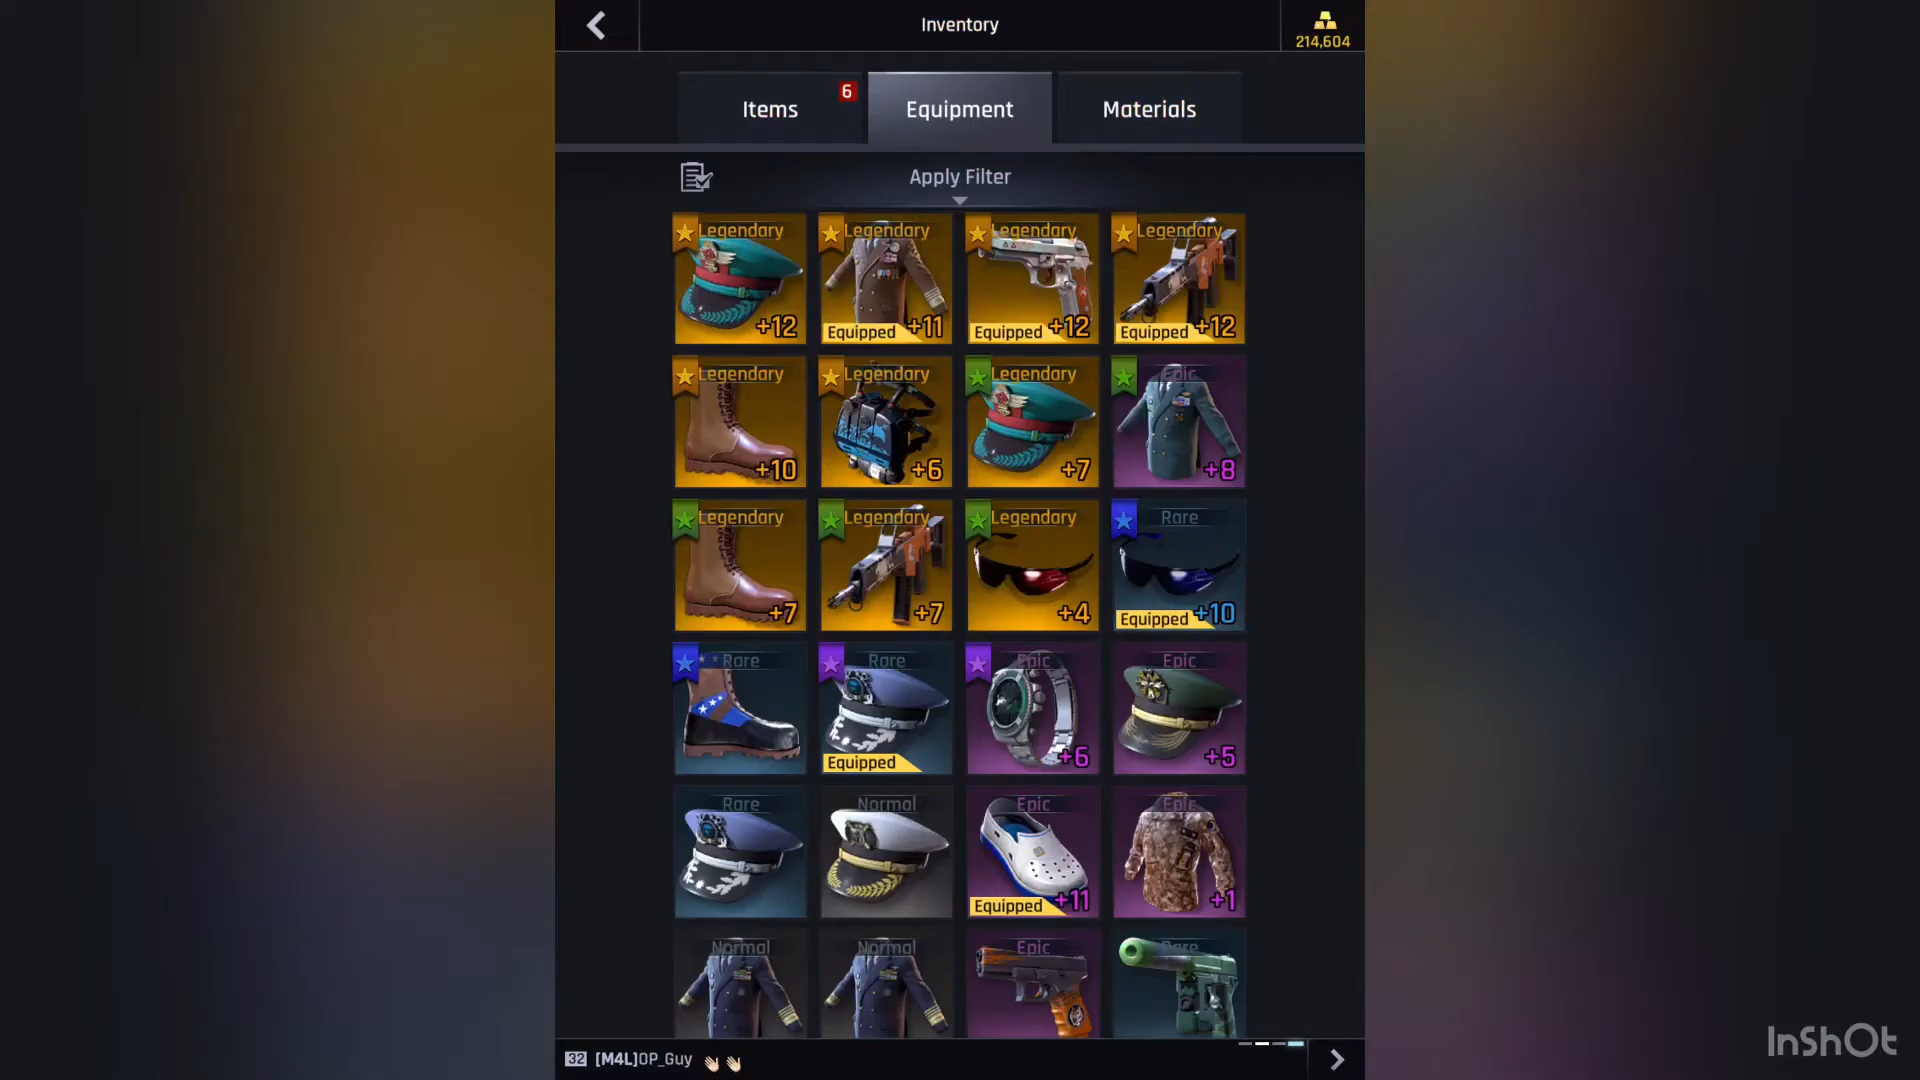 Inventory
214,604
Items
6
Equipment
Materials
Apply Filter
Legendary
+12
Legendary
Equipped
+11
Legendary
Equipped
+12
Legendary
Equipped
+12
Legendary
+10
Legendary
+6
Legendary
+7
Epic
+8
Legendary
+7
Legendary
+7
Legendary
+4
Rare
Equipped
+10
Rare
Rare
Equipped
Epic
+6
Epic
+5
Rare
Normal
Epic
Equipped
+11
Epic
+1
Normal
Normal
Epic
Rare
32 [M4L]OP_Guy
InShOt